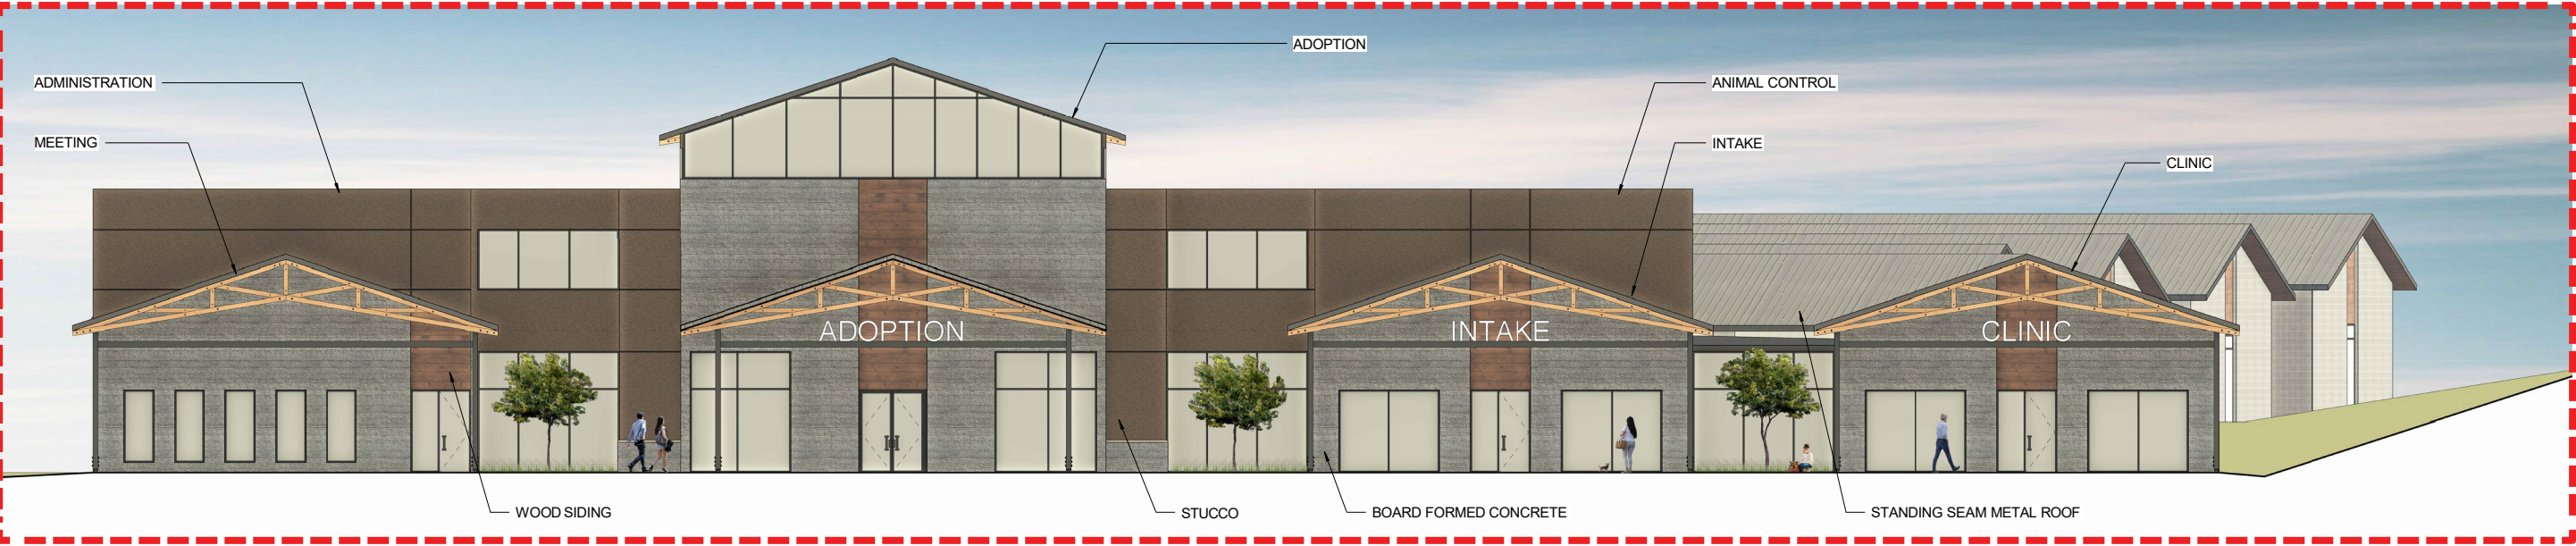 ADOPTION
ADMINISTRATION
ANIMAL CONTROL
MEETING
INTAKE
CLINIC
ADOPTION
INTAKE
CLINIC
WOOD SIDING
STUCCO
BOARD FORMED CONCRETE
STANDING SEAM METAL ROOF